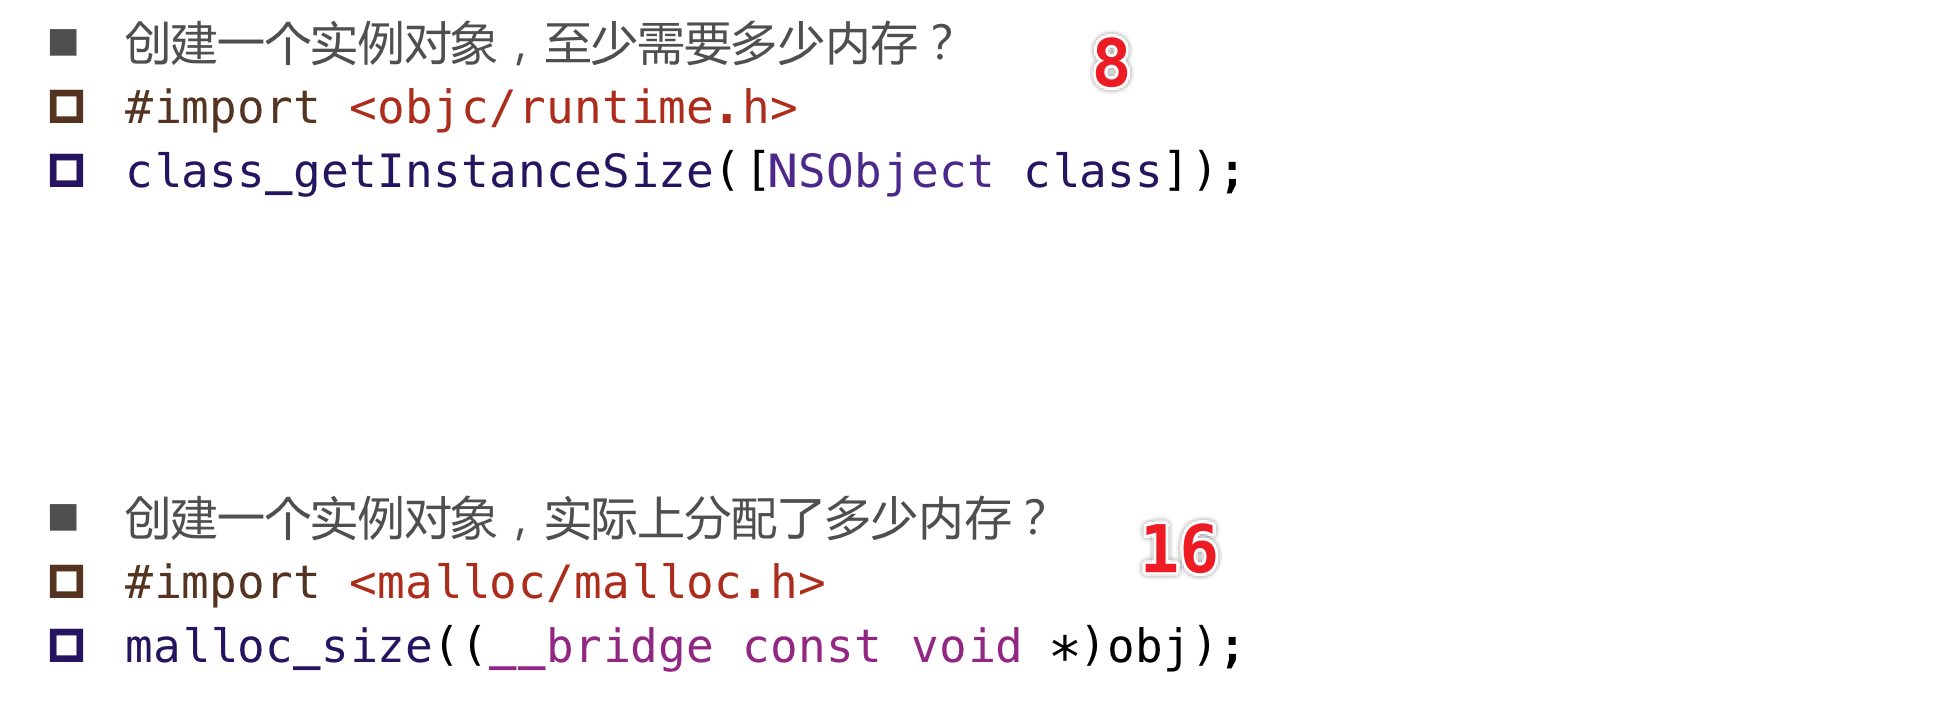 创建一个实例对象，至少需要多少内存？ 8
#import <objc/runtime.h>
class_getInstanceSize([NSObject class]);
创建一个实例对象，实际上分配了多少内存？ 16
#import <malloc/malloc.h>
malloc_size((__bridge const void *)obj);